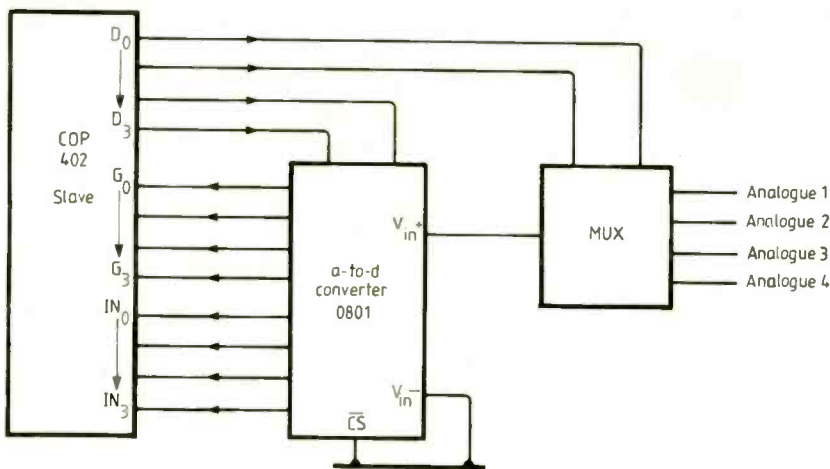 D0
D3
COP
402
Slave
G0
G3
IN0
IN3
a-to-d
converter
0801
Vin+
Vin−
CS
MUX
Analogue 1
Analogue 2
Analogue 3
Analogue 4